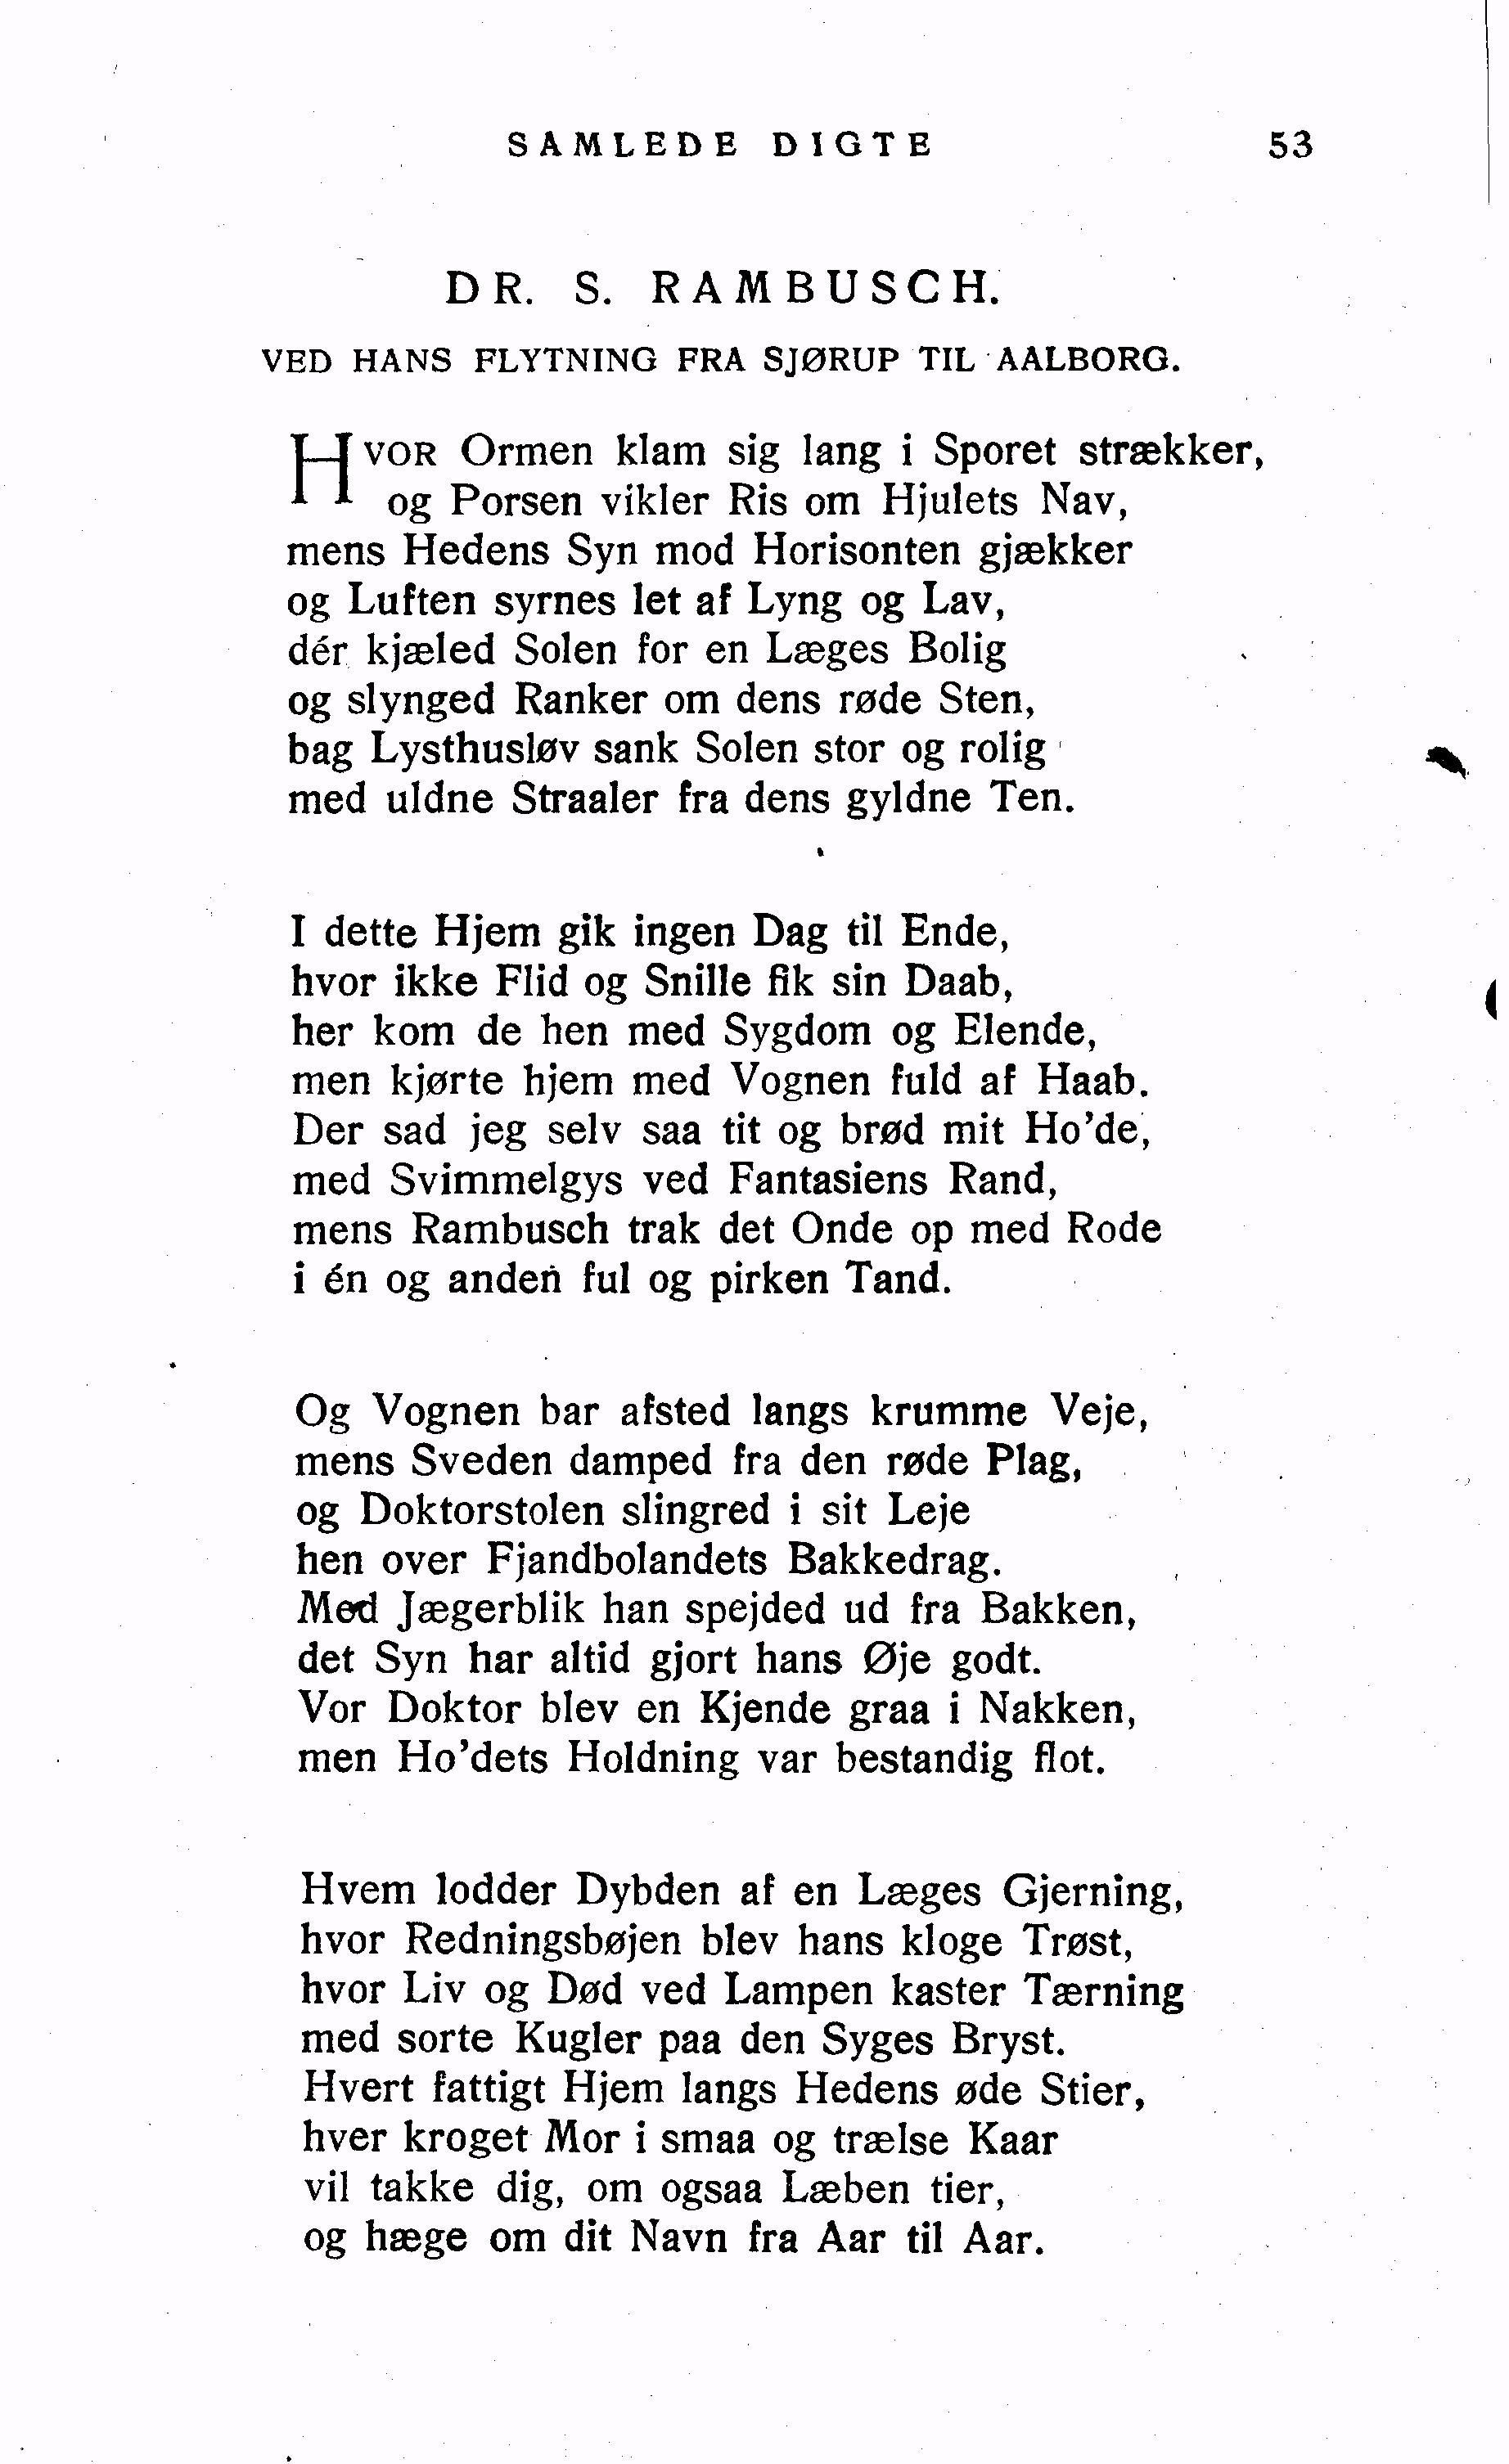 SAMLEDE DIGTE 53
DR. S. RAMBUSCH.
VED HANS FLYTNING FRA SJØRUP TIL AALBORG.
HVOR Ormen klam sig lang i Sporet strækker,
og Porsen vikler Ris om Hjulets Nav,
mens Hedens Syn mod Horisonten gjækker
og Luften syrnes let af Lyng og Lav,
dér kjæled Solen for en Læges Bolig
og slynged Ranker om dens røde Sten,
bag Lysthusløv sank Solen stor og rolig
med uldne Straaler fra dens gyldne Ten.
I dette Hjem gik ingen Dag til Ende,
hvor ikke Flid og Snille fik sin Daab,
her kom de hen med Sygdom og Elende,
men kjørte hjem med Vognen fuld af Haab.
Der sad jeg selv saa tit og brød mit Ho'de,
med Svimmelgys ved Fantasiens Rand,
mens Rambusch trak det Onde op med Rode
i én og anden ful og pirken Tand.
Og Vognen bar afsted langs krumme Veje,
mens Sveden damped fra den røde Plag,
og Doktorstolen slingred i sit Leje
hen over Fjandbolandets Bakkedrag.
Med Jægerblik han spejded ud fra Bakken,
det Syn har altid gjort hans Øje godt.
Vor Doktor blev en Kjende graa i Nakken,
men Ho'dets Holdning var bestandig flot.
Hvem lodder Dybden af en Læges Gjerning,
hvor Redningsbøjen blev hans kloge Trøst,
hvor Liv og Død ved Lampen kaster Tærning
med sorte Kugler paa den Syges Bryst.
Hvert fattigt Hjem langs Hedens øde Stier,
hver kroget Mor i smaa og trælse Kaar
vil takke dig, om ogsaa Læben tier,
og hæge om dit Navn fra Aar til Aar.